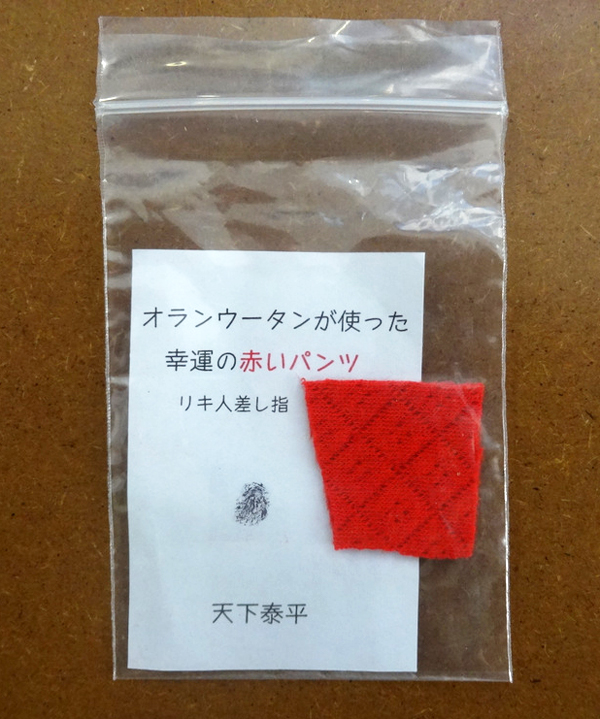 オランウータンが使った
幸運の赤いパンツ
リキ人差し指
天下泰平